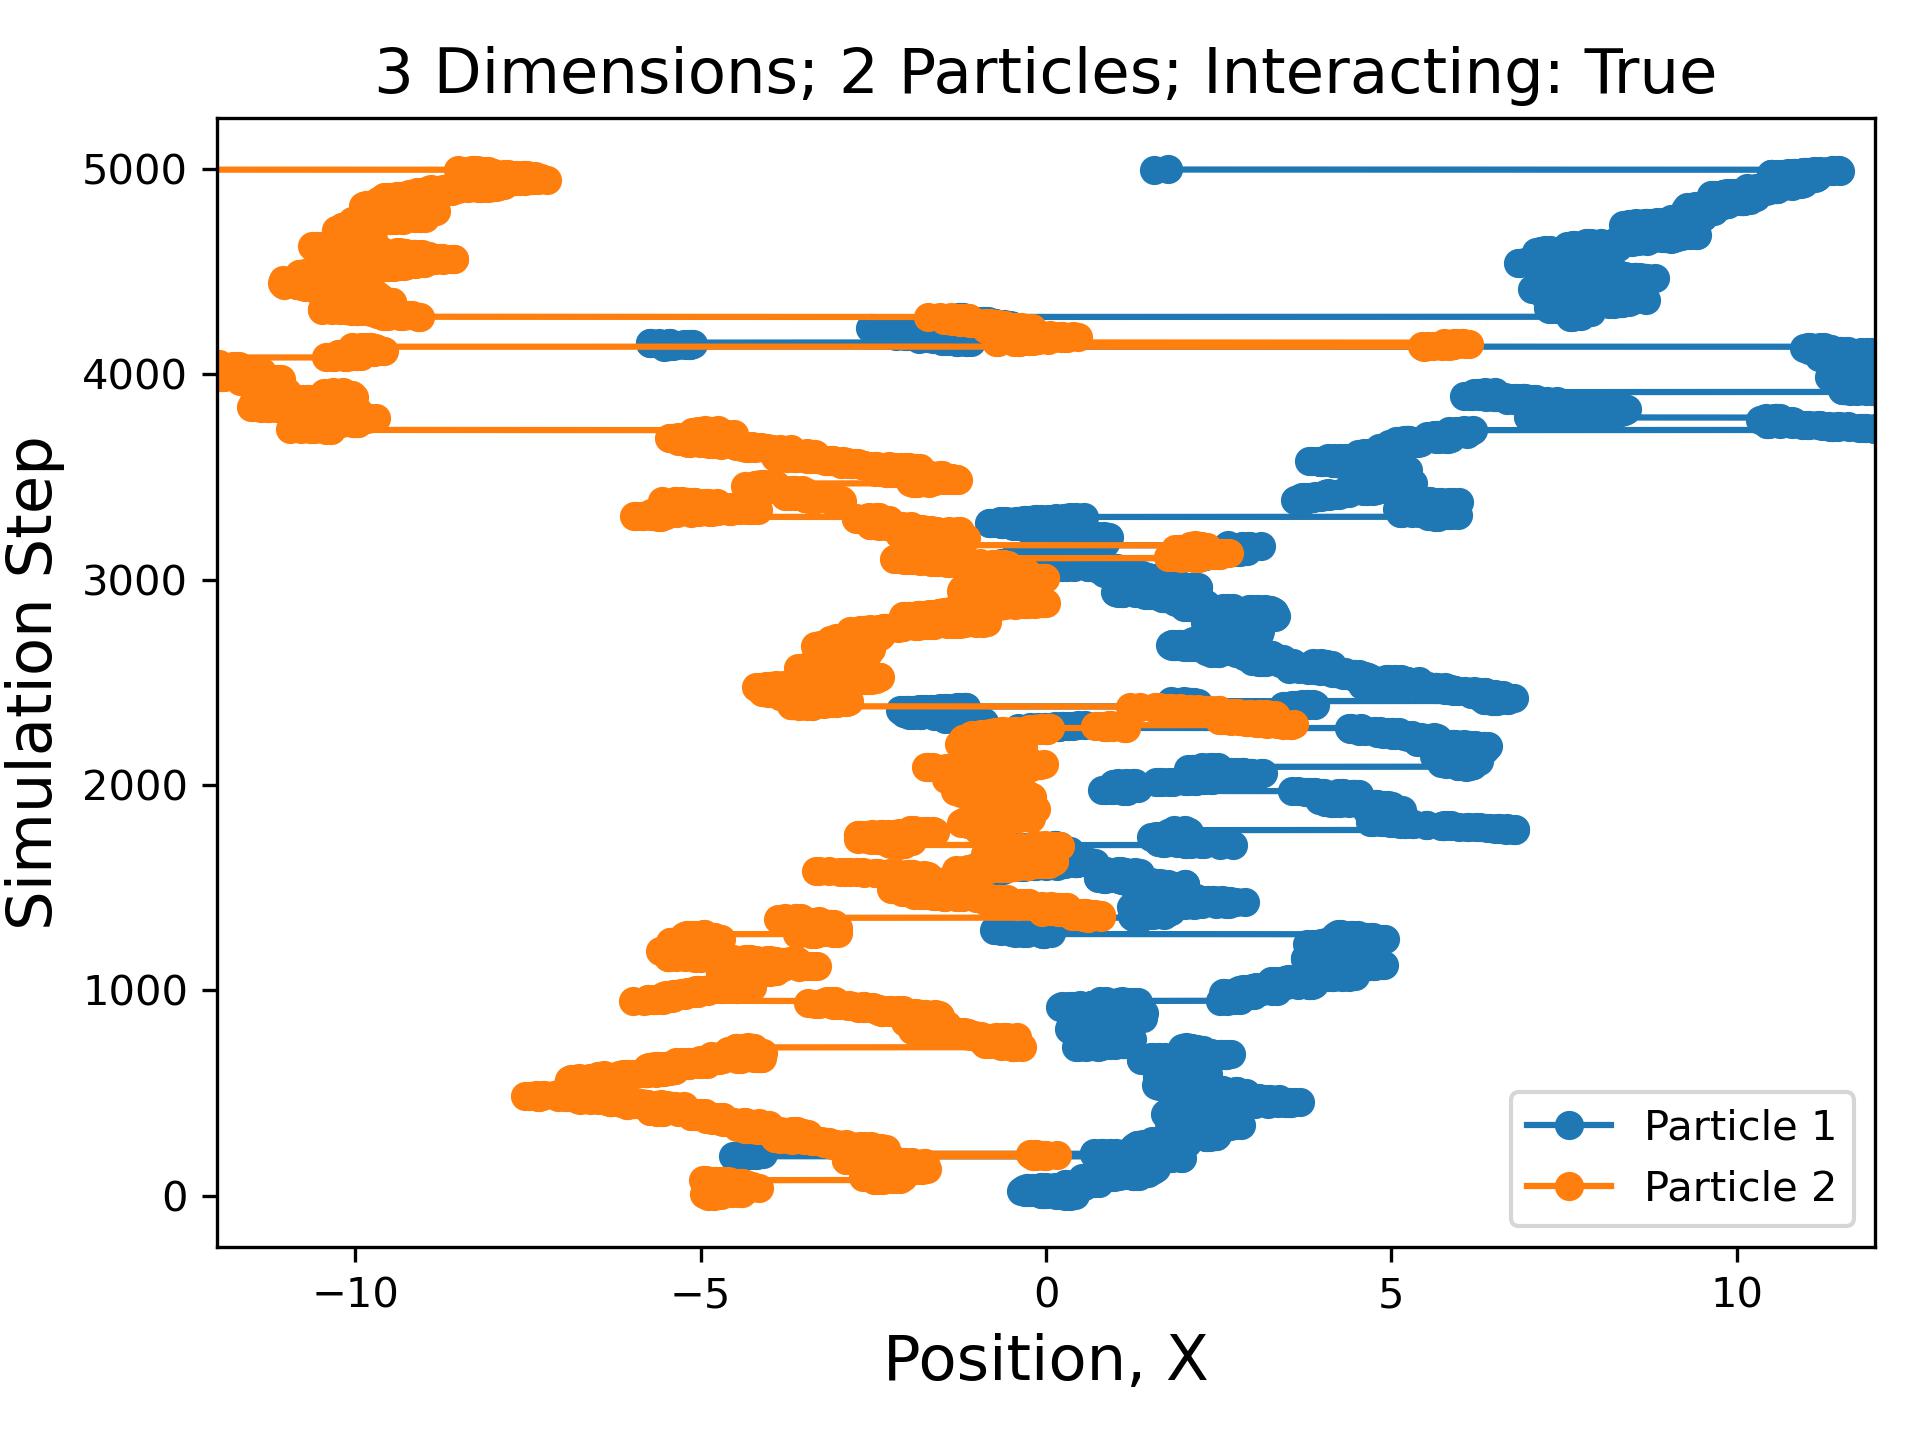 3 Dimensions; 2 Particles; Interacting: True
Simulation Step
5000
4000
3000
2000
1000
0
Particle 1
Particle 2
−10
−5
0
5
10
Position, X